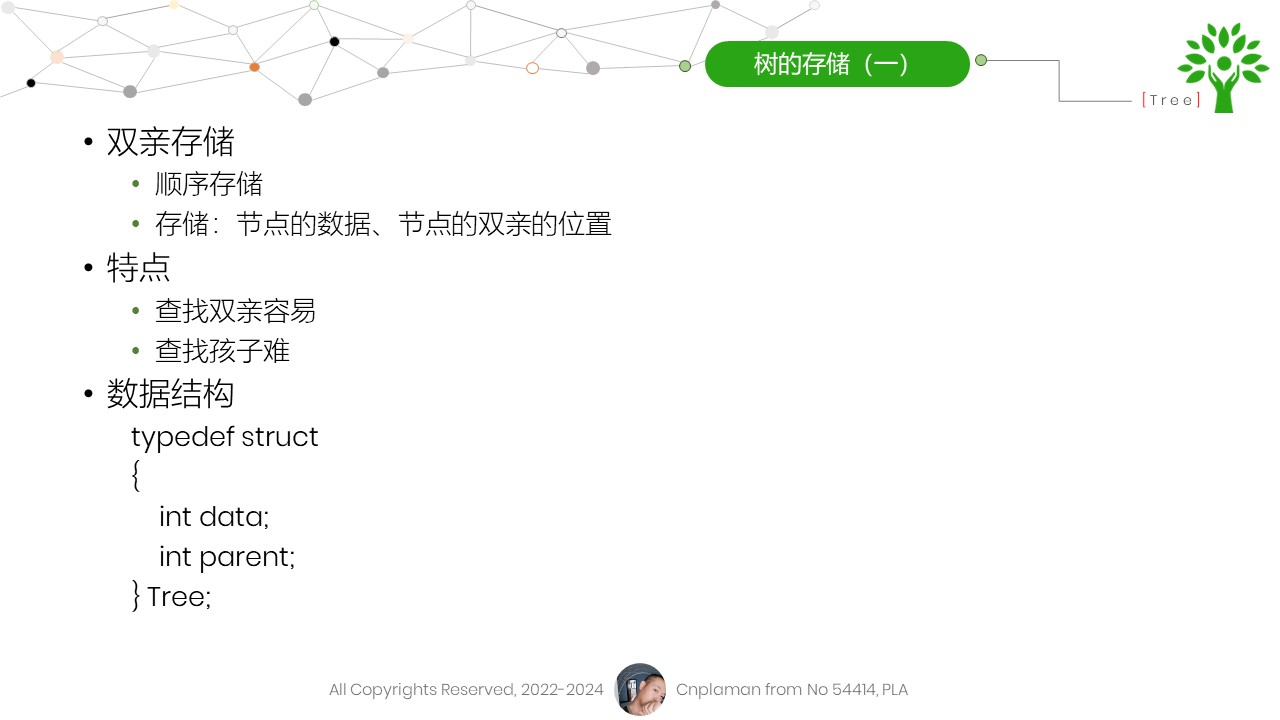 树的存储（一）
[Tree]
• 双亲存储
• 顺序存储
• 存储：节点的数据、节点的双亲的位置
• 特点
• 查找双亲容易
• 查找孩子难
• 数据结构
typedef struct
{
int data;
int parent;
} Tree;
All Copyrights Reserved, 2022-2024
Cnplaman from No 54414, PLA